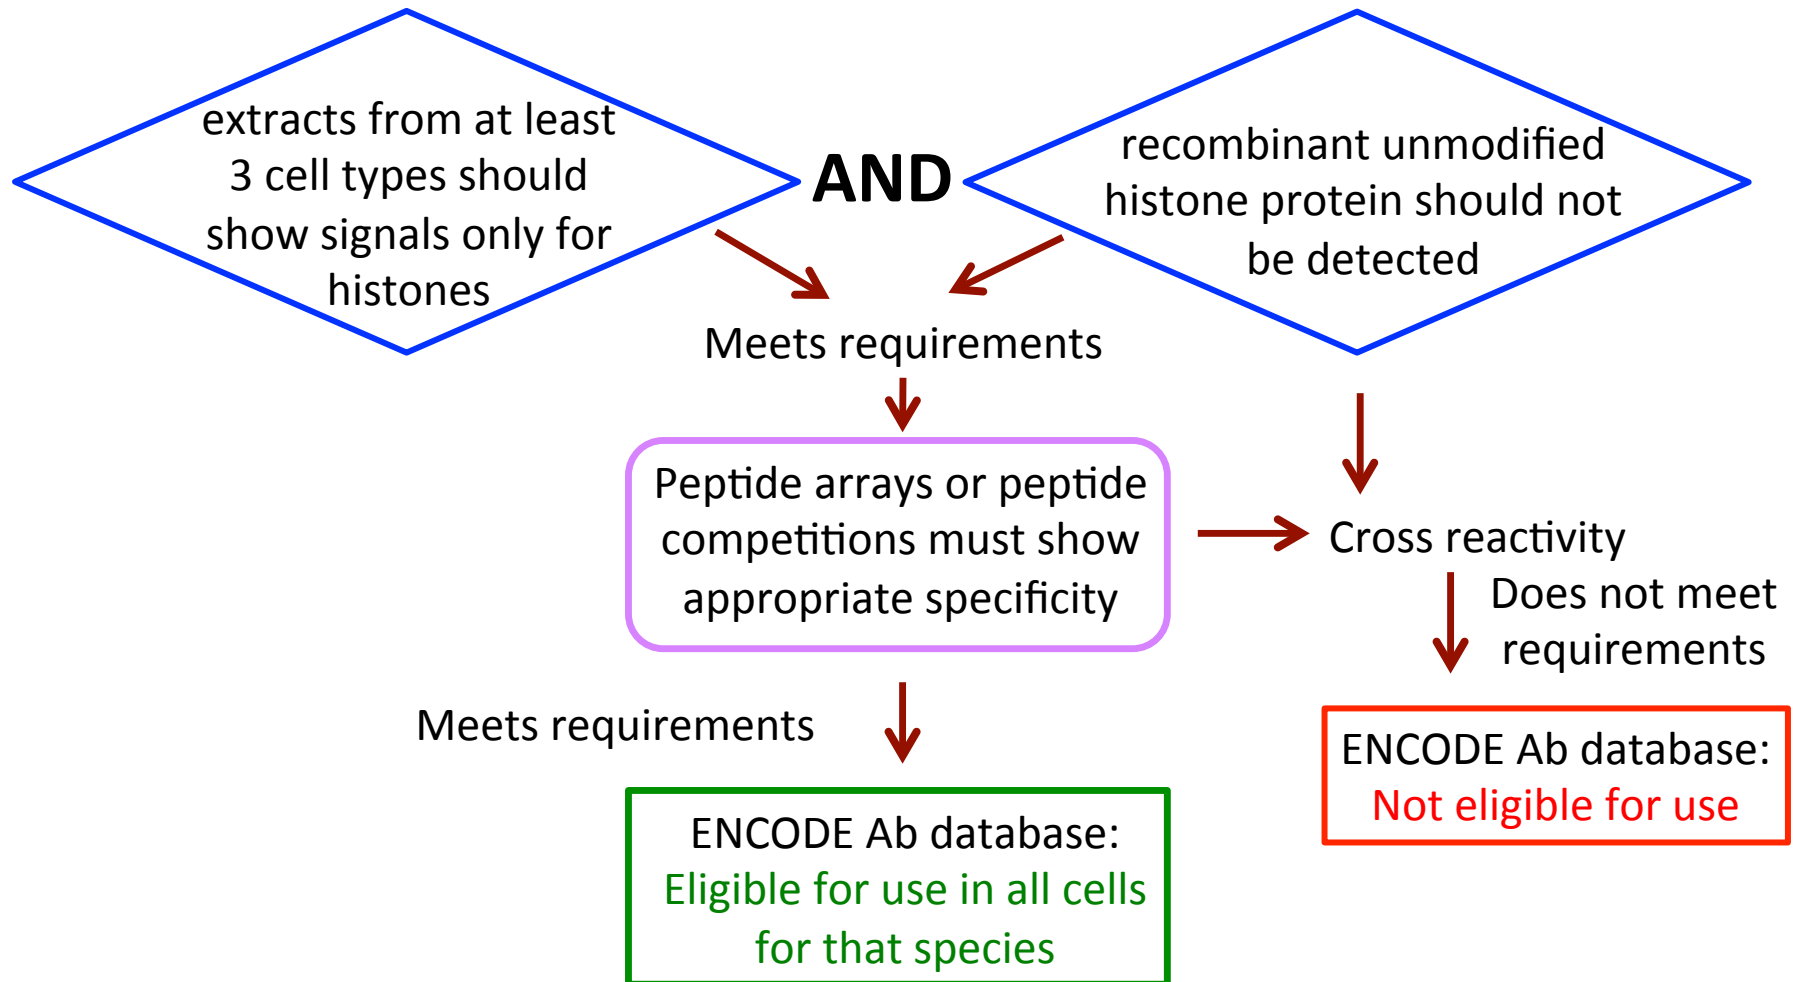 extracts from at least
3 cell types should
show signals only for
histones
AND
recombinant unmodified
histone protein should not
be detected
Meets requirements
Peptide arrays or peptide
competitions must show
appropriate specificity
Cross reactivity
Does not meet
requirements
Meets requirements
ENCODE Ab database:
Not eligible for use
ENCODE Ab database:
Eligible for use in all cells
for that species